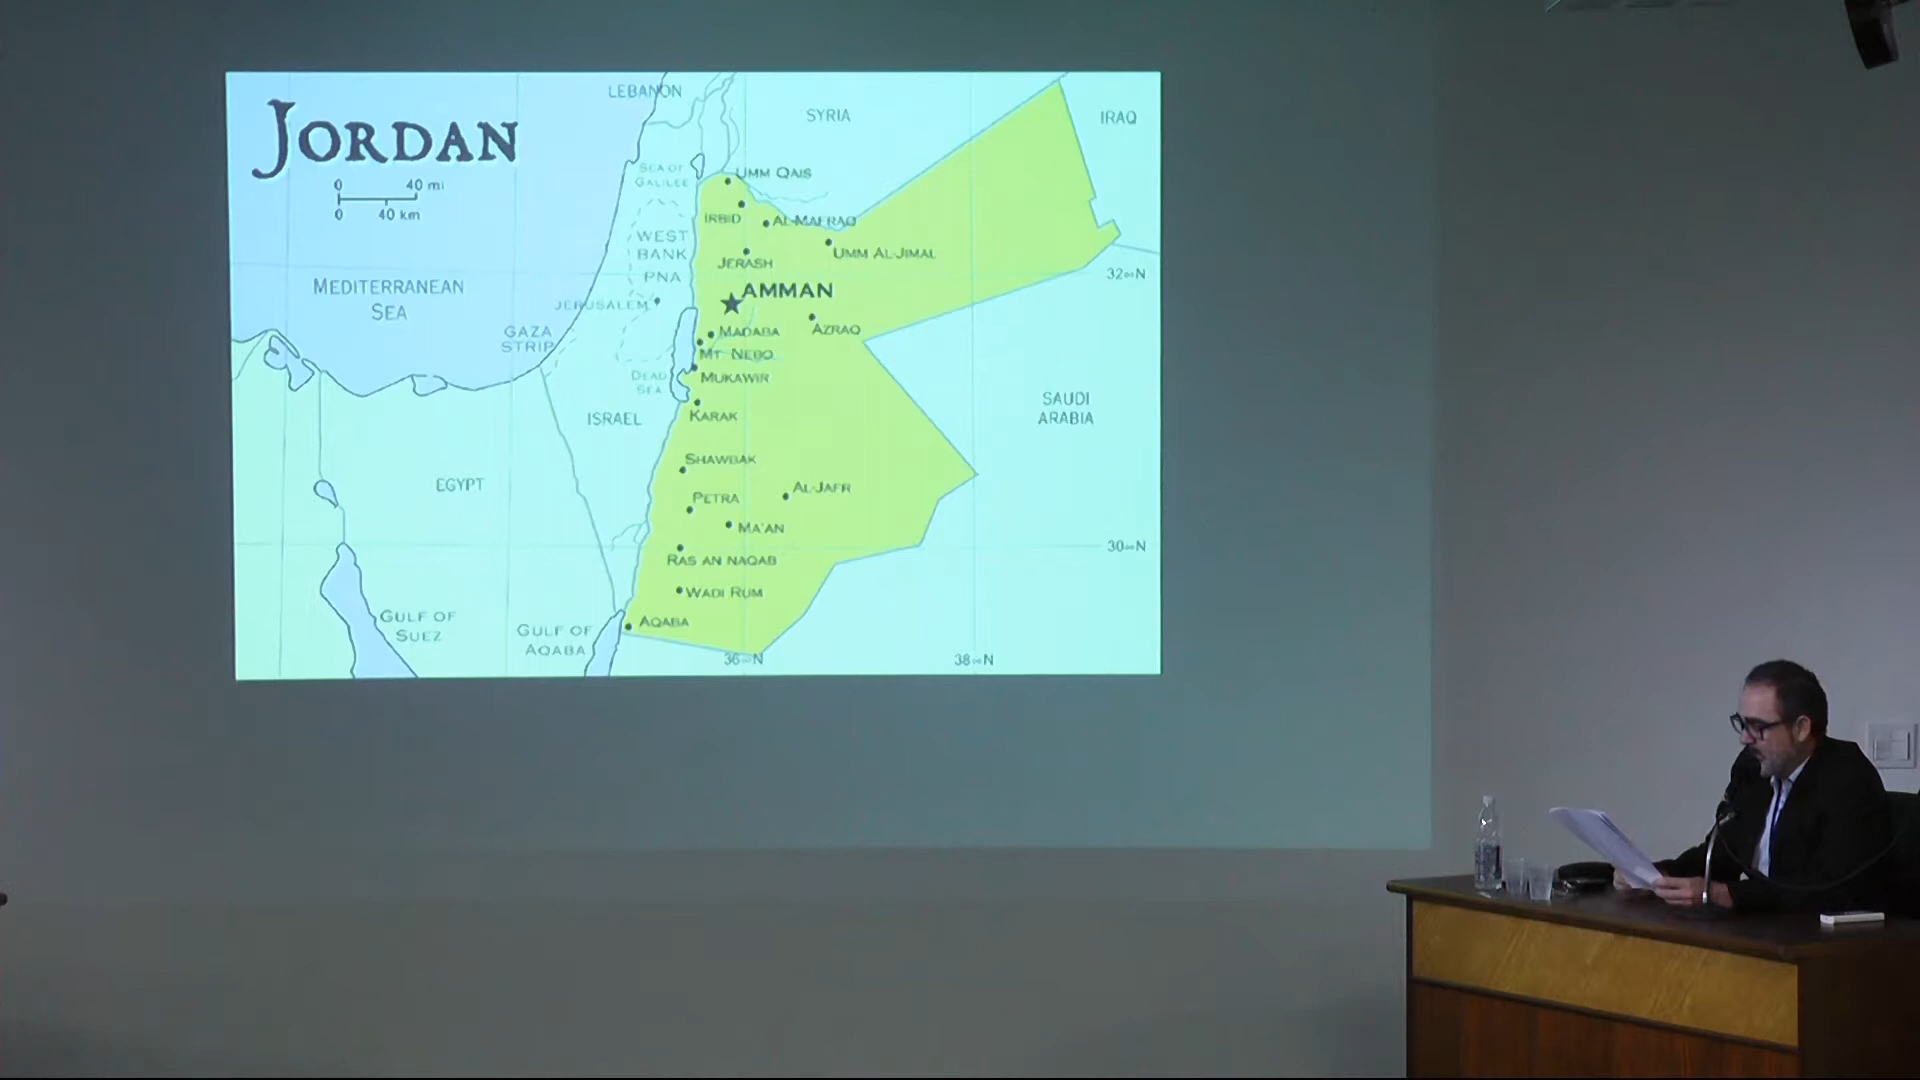 JORDAN
0 40 mi
0 40 km
LEBANON
SYRIA
IRAQ
SEA OF
GALILEE
UMM QAIS
IRBID
AL-MAFRAQ
UMM AL-JIMAL
WEST
BANK
PNA
JERASH
32∞N
MEDITERRANEAN
SEA
JERUSALEM
AMMAN
GAZA
STRIP
MADABA
AZRAQ
MT NEBO
DEAD
SEA
MUKAWIR
KARAK
ISRAEL
SAUDI
ARABIA
SHAWBAK
EGYPT
PETRA
AL-JAFR
MA'AN
30∞N
RAS AN NAQAB
WADI RUM
GULF OF
SUEZ
GULF OF
AQABA
AQABA
36∞N
38∞N